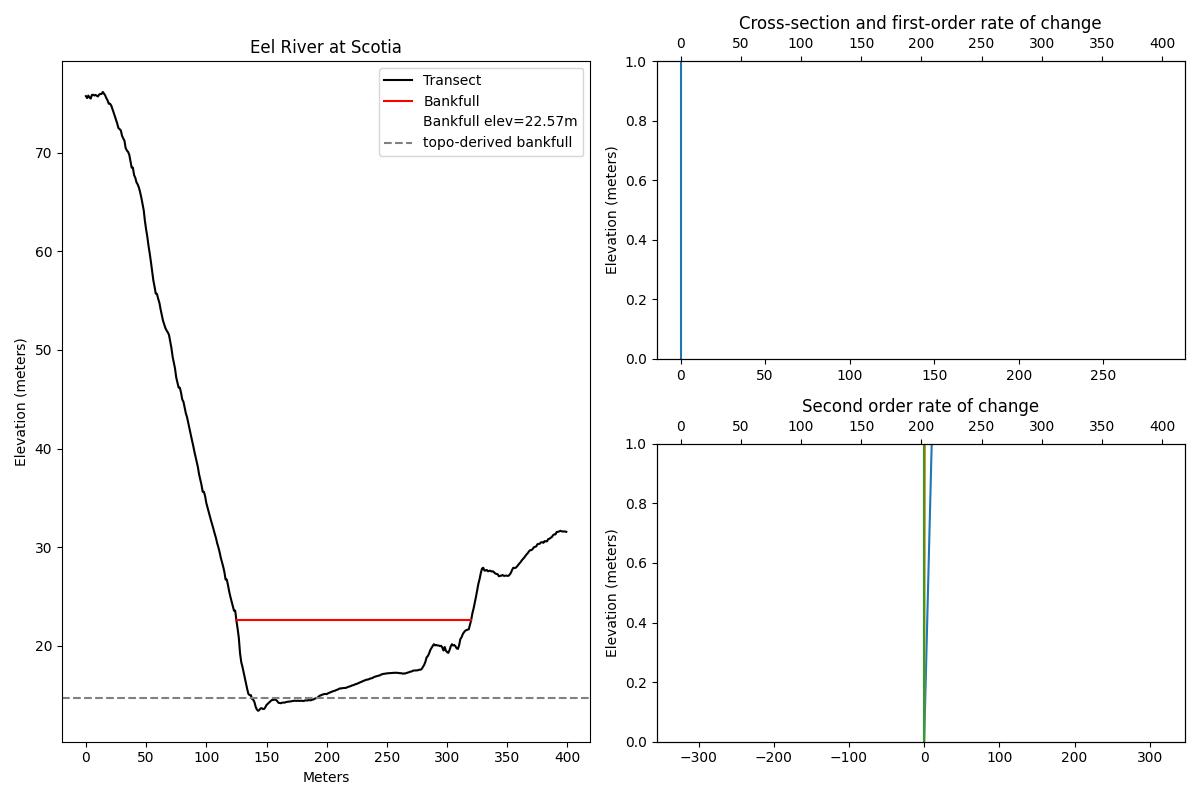 Eel River at Scotia
Transect
Bankfull
Bankfull elev=22.57m
topo-derived bankfull
70
60
50
40
30
20
Elevation (meters)
0 50 100 150 200 250 300 350 400
Meters
Cross-section and first-order rate of change
0 50 100 150 200 250 300 350 400
1.0
0.8
0.6
0.4
0.2
0.0
Elevation (meters)
0 50 100 150 200 250
Second order rate of change
0 50 100 150 200 250 300 350 400
1.0
0.8
0.6
0.4
0.2
0.0
Elevation (meters)
−300 −200 −100 0 100 200 300